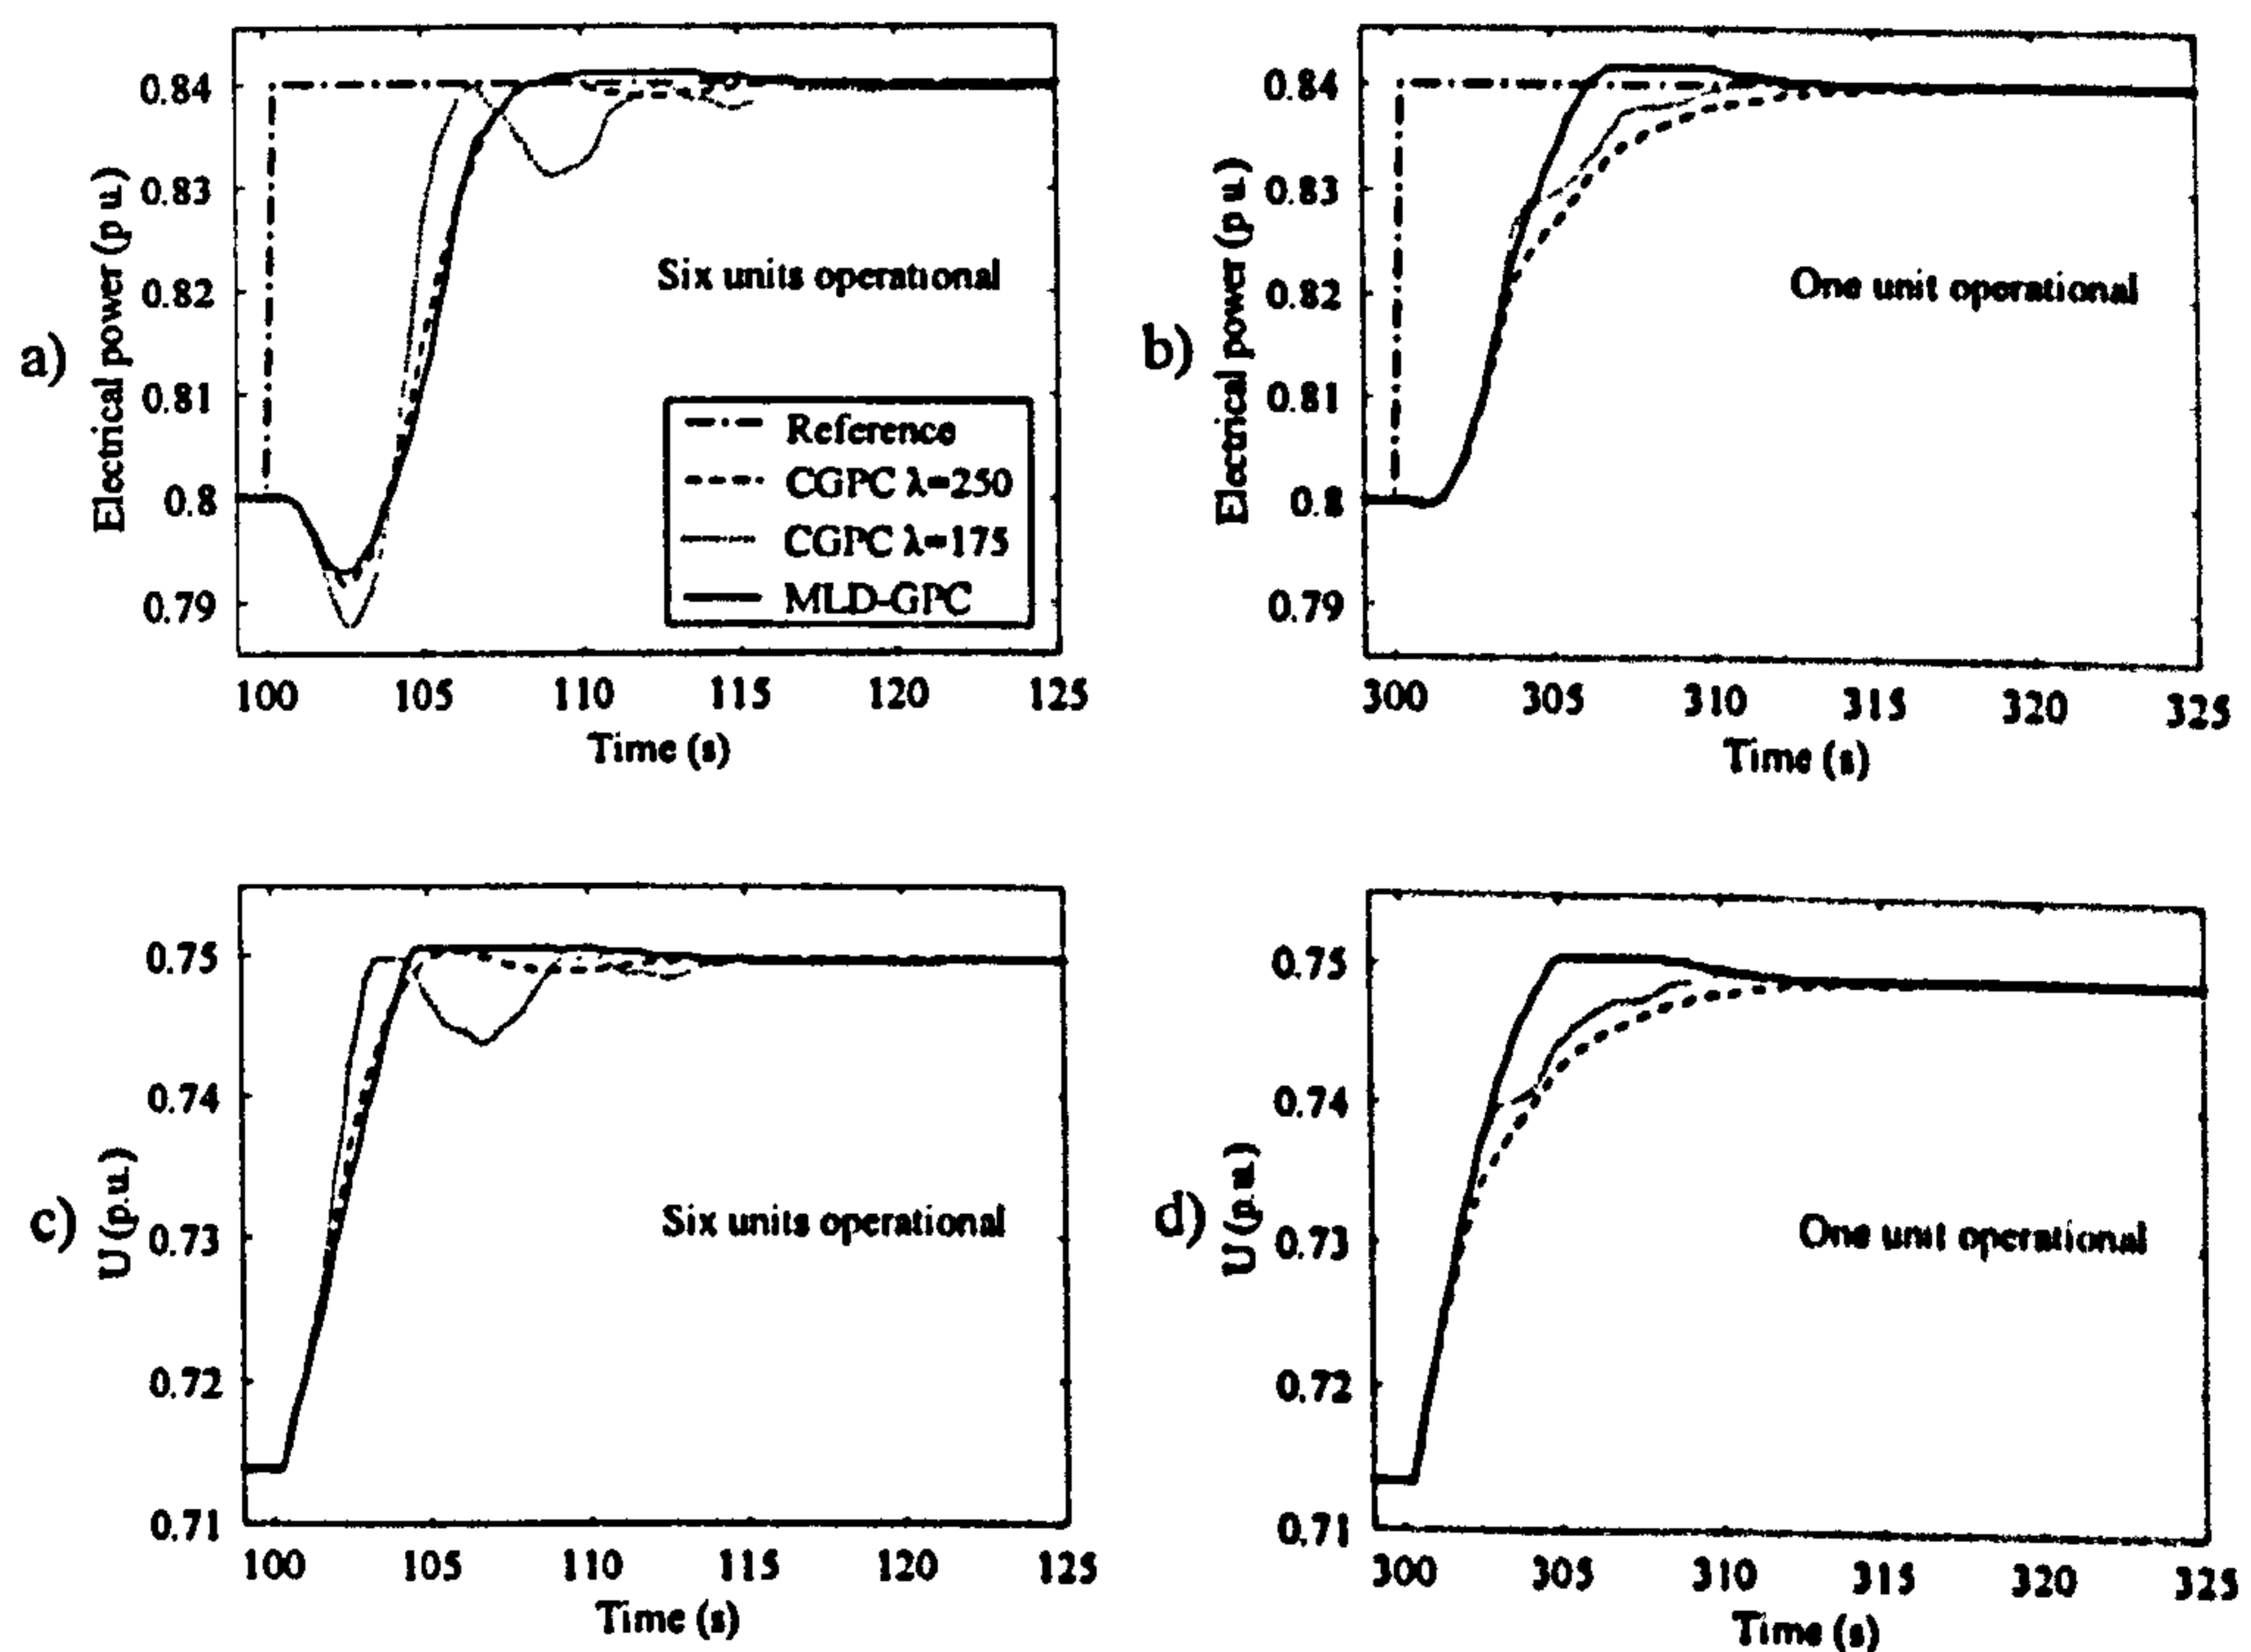 a)
Electrical power (p u.)
0.84
0.83
0.82
0.81
0.8
0.79
Six units operational
Reference
CGPC λ=250
CGPC λ=175
MLD-GPC
100 105 110 115 120 125
Time (s)
b)
Electrical power (p u.)
0.84
0.83
0.82
0.81
0.8
0.79
One unit operational
300 305 310 315 320 325
Time (s)
c)
U (p.u.)
0.75
0.74
0.73
0.72
0.71
Six units operational
100 105 110 115 120 125
Time (s)
d)
U (p.u.)
0.75
0.74
0.73
0.72
0.71
One unit operational
300 305 310 315 320 325
Time (s)